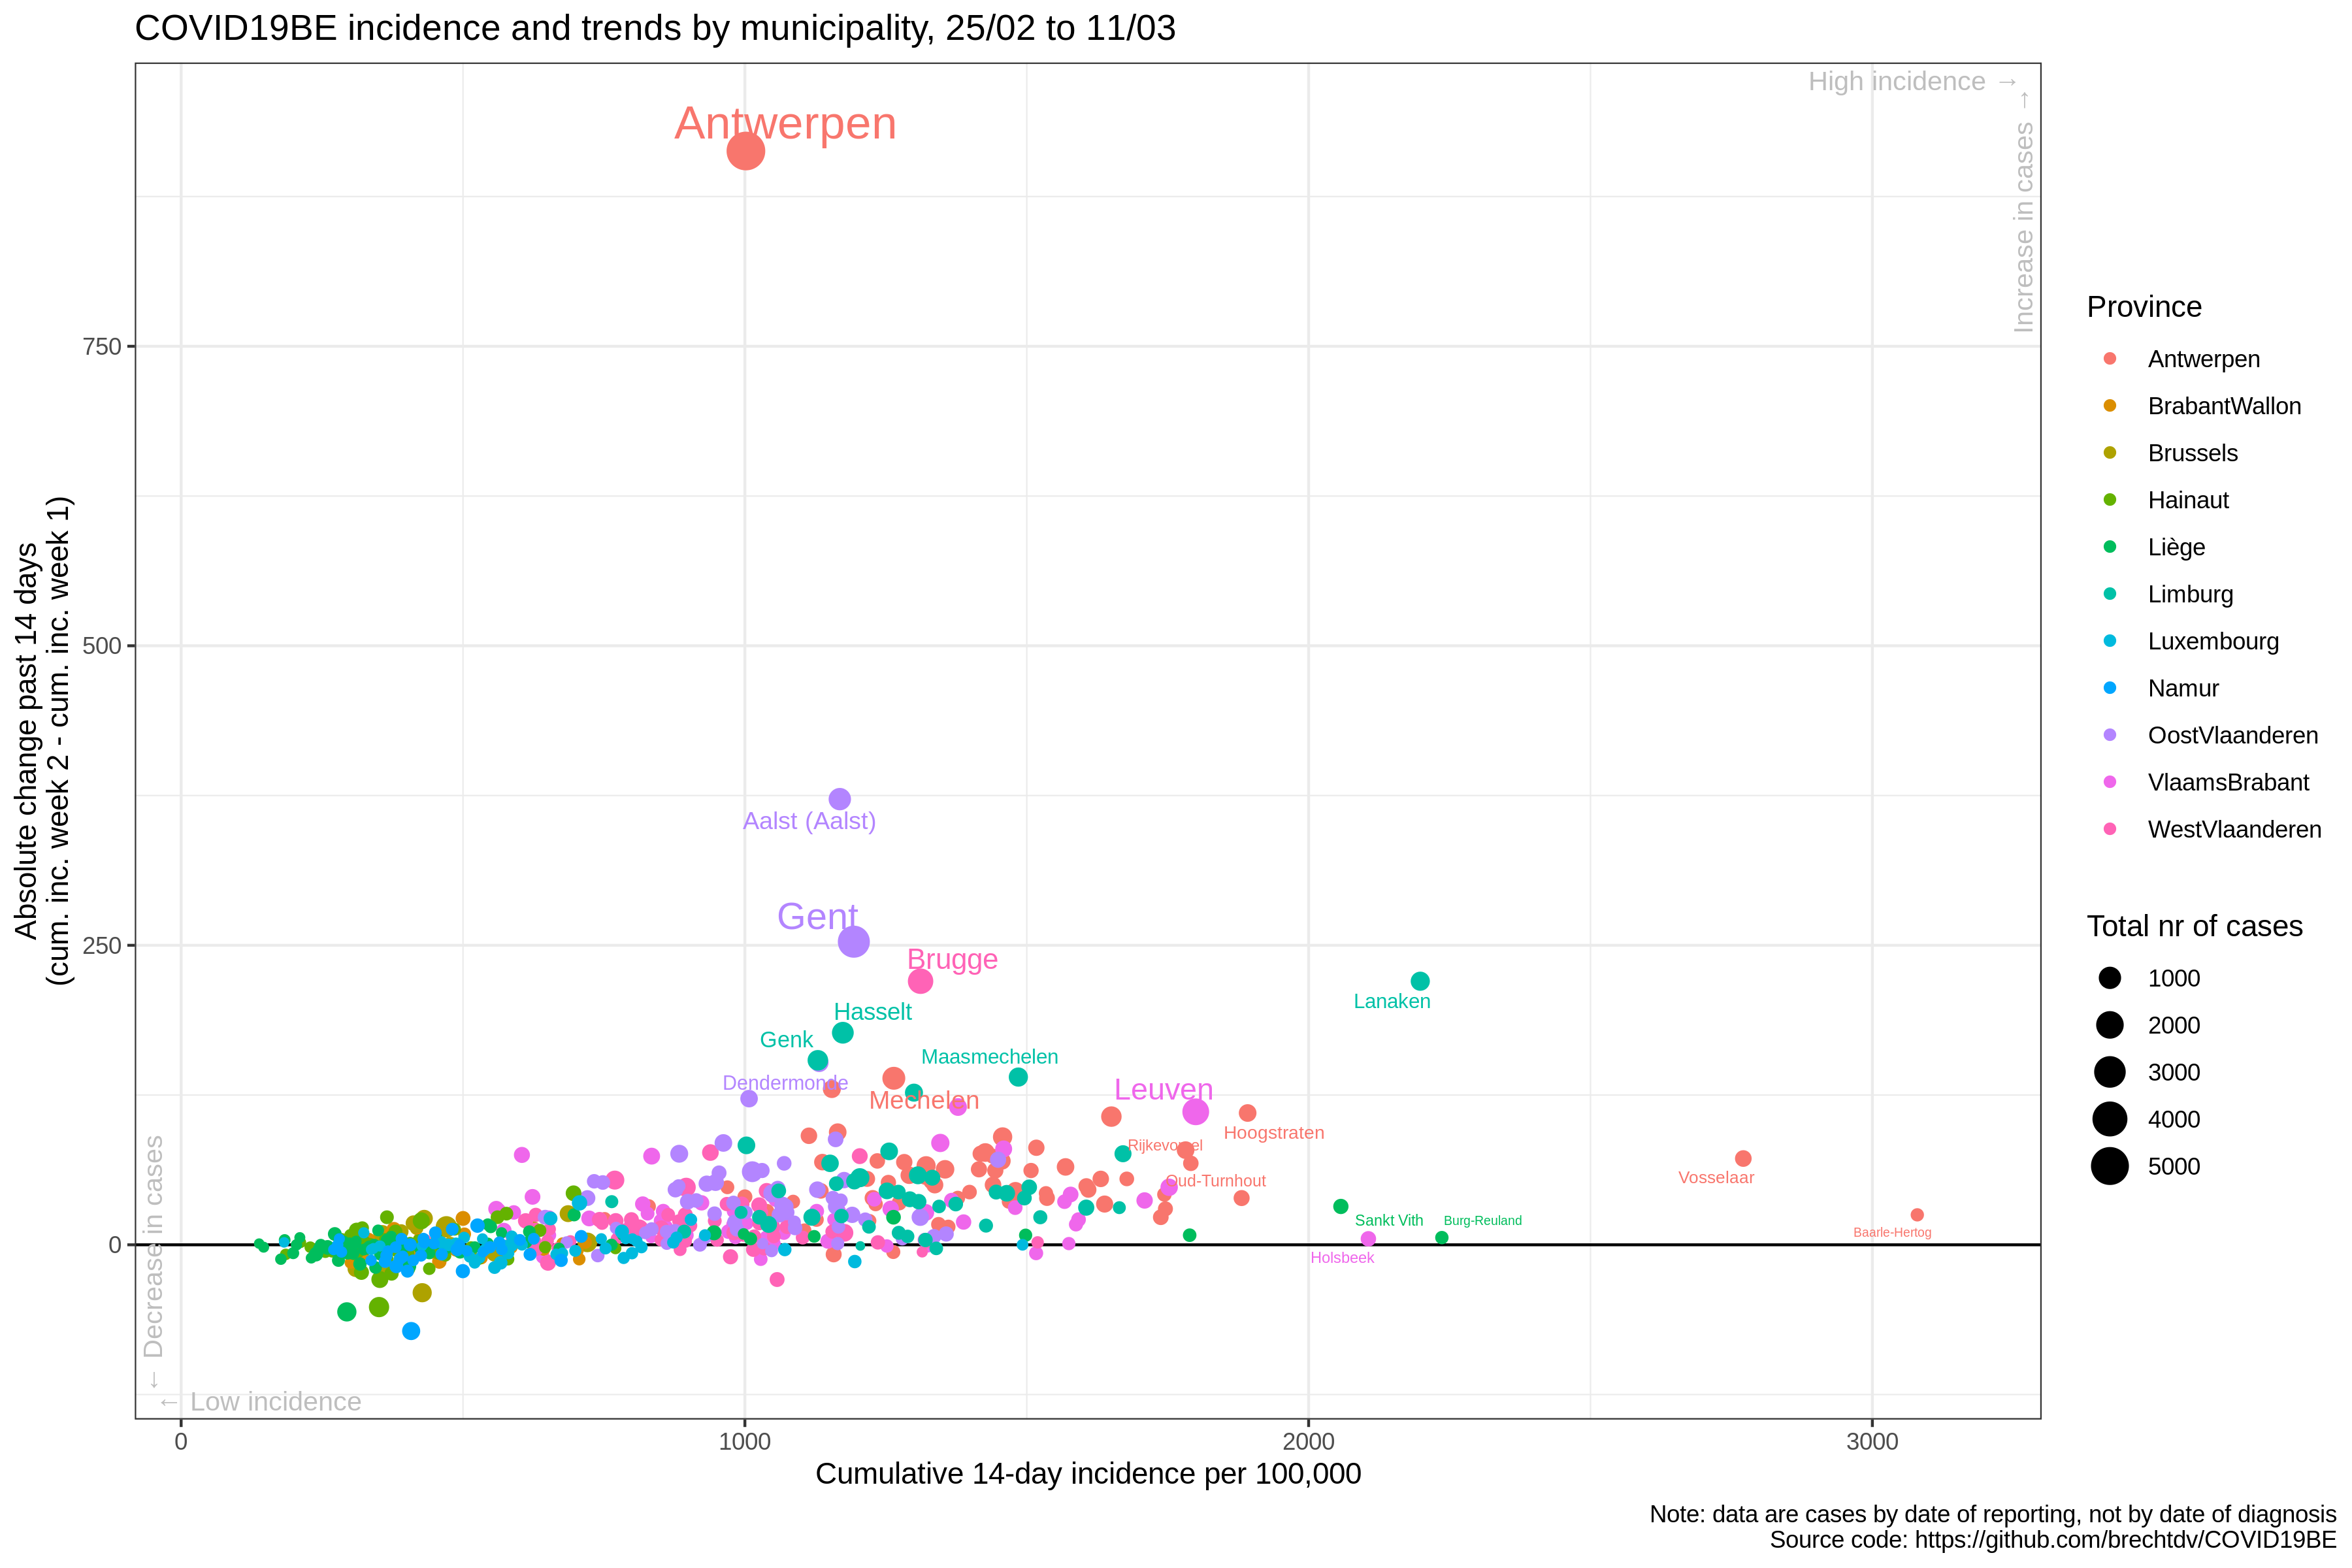 COVID19BE incidence and trends by municipality, 25/02 to 11/03
High incidence →
Increase in cases →
Antwerpen
Aalst (Aalst)
Gent
Brugge
Lanaken
Hasselt
Genk
Maasmechelen
Dendermonde
Mechelen
Leuven
Hoogstraten
Rijkevorsel
Oud-Turnhout
Vosselaar
Sankt Vith
Burg-Reuland
Baarle-Hertog
Holsbeek
← Decrease in cases
← Low incidence
750
500
250
0
0
1000
2000
3000
Absolute change past 14 days
(cum. inc. week 2 - cum. inc. week 1)
Cumulative 14-day incidence per 100,000
Province
Antwerpen
BrabantWallon
Brussels
Hainaut
Liège
Limburg
Luxembourg
Namur
OostVlaanderen
VlaamsBrabant
WestVlaanderen
Total nr of cases
1000
2000
3000
4000
5000
Note: data are cases by date of reporting, not by date of diagnosis
Source code: https://github.com/brechtdv/COVID19BE